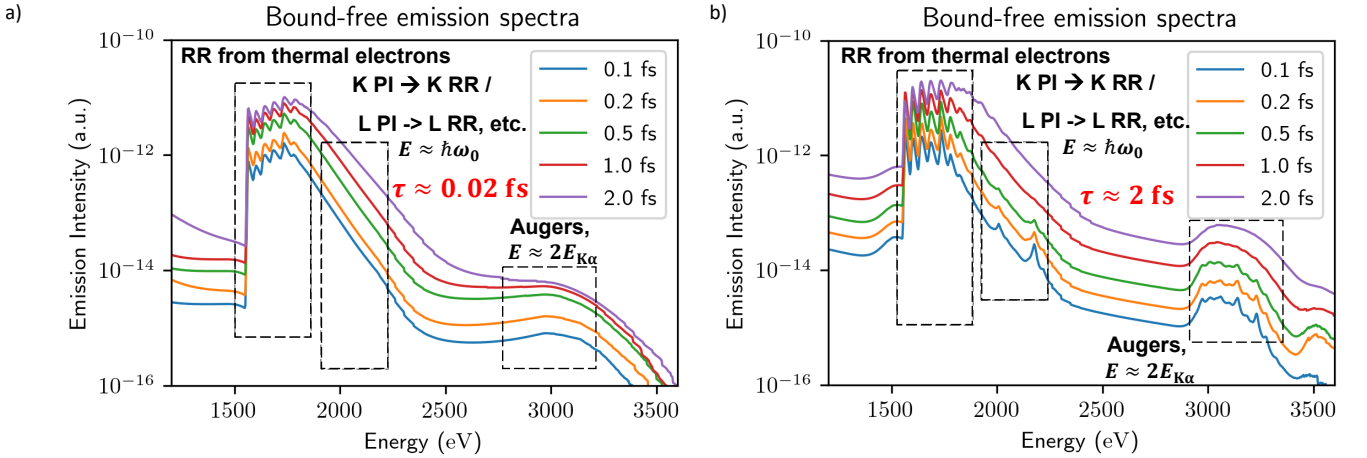 a)
Bound-free emission spectra
RR from thermal electrons
K PI → K RR /
L PI -> L RR, etc.
E ≈ ℏω₀
τ ≈ 0.02 fs
Augers,
E ≈ 2E_Kα
0.1 fs
0.2 fs
0.5 fs
1.0 fs
2.0 fs
Emission Intensity (a.u.)
10⁻¹⁰
10⁻¹²
10⁻¹⁴
10⁻¹⁶
1500 2000 2500 3000 3500
Energy (eV)
b)
Bound-free emission spectra
RR from thermal electrons
K PI → K RR /
L PI -> L RR, etc.
E ≈ ℏω₀
τ ≈ 2 fs
Augers,
E ≈ 2E_Kα
0.1 fs
0.2 fs
0.5 fs
1.0 fs
2.0 fs
Emission Intensity (a.u.)
10⁻¹⁰
10⁻¹²
10⁻¹⁴
10⁻¹⁶
1500 2000 2500 3000 3500
Energy (eV)